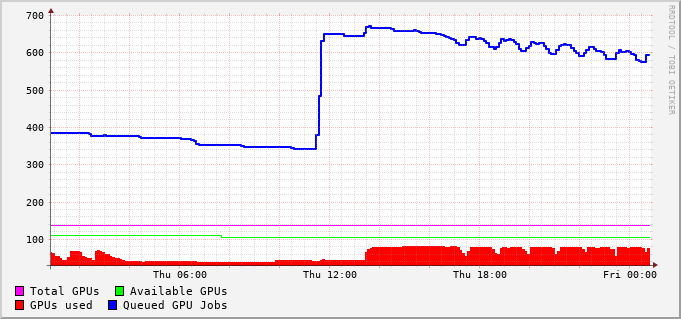 700
600
500
400
300
200
100
Thu 06:00
Thu 12:00
Thu 18:00
Fri 00:00
Total GPUs
Available GPUs
GPUs used
Queued GPU Jobs
RRDTOOL / TOBI OETIKER